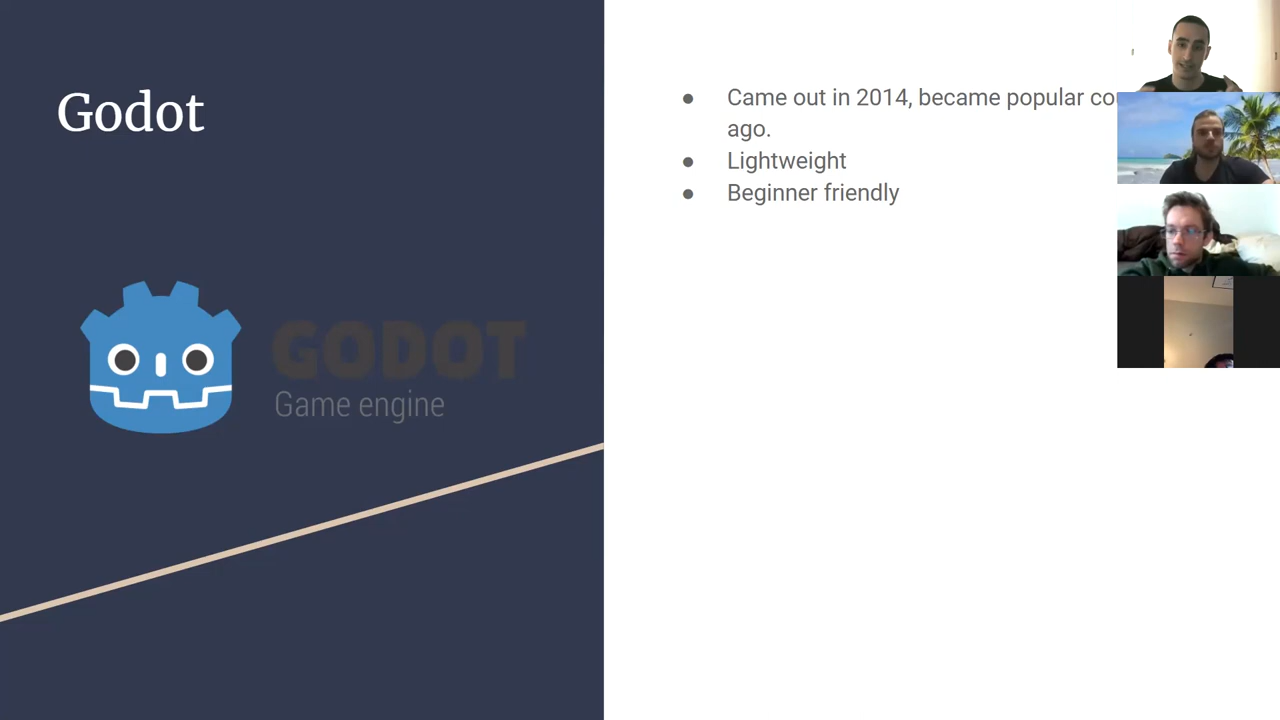 Godot
GODOT
Game engine
● Came out in 2014, became popular
ago.
● Lightweight
● Beginner friendly